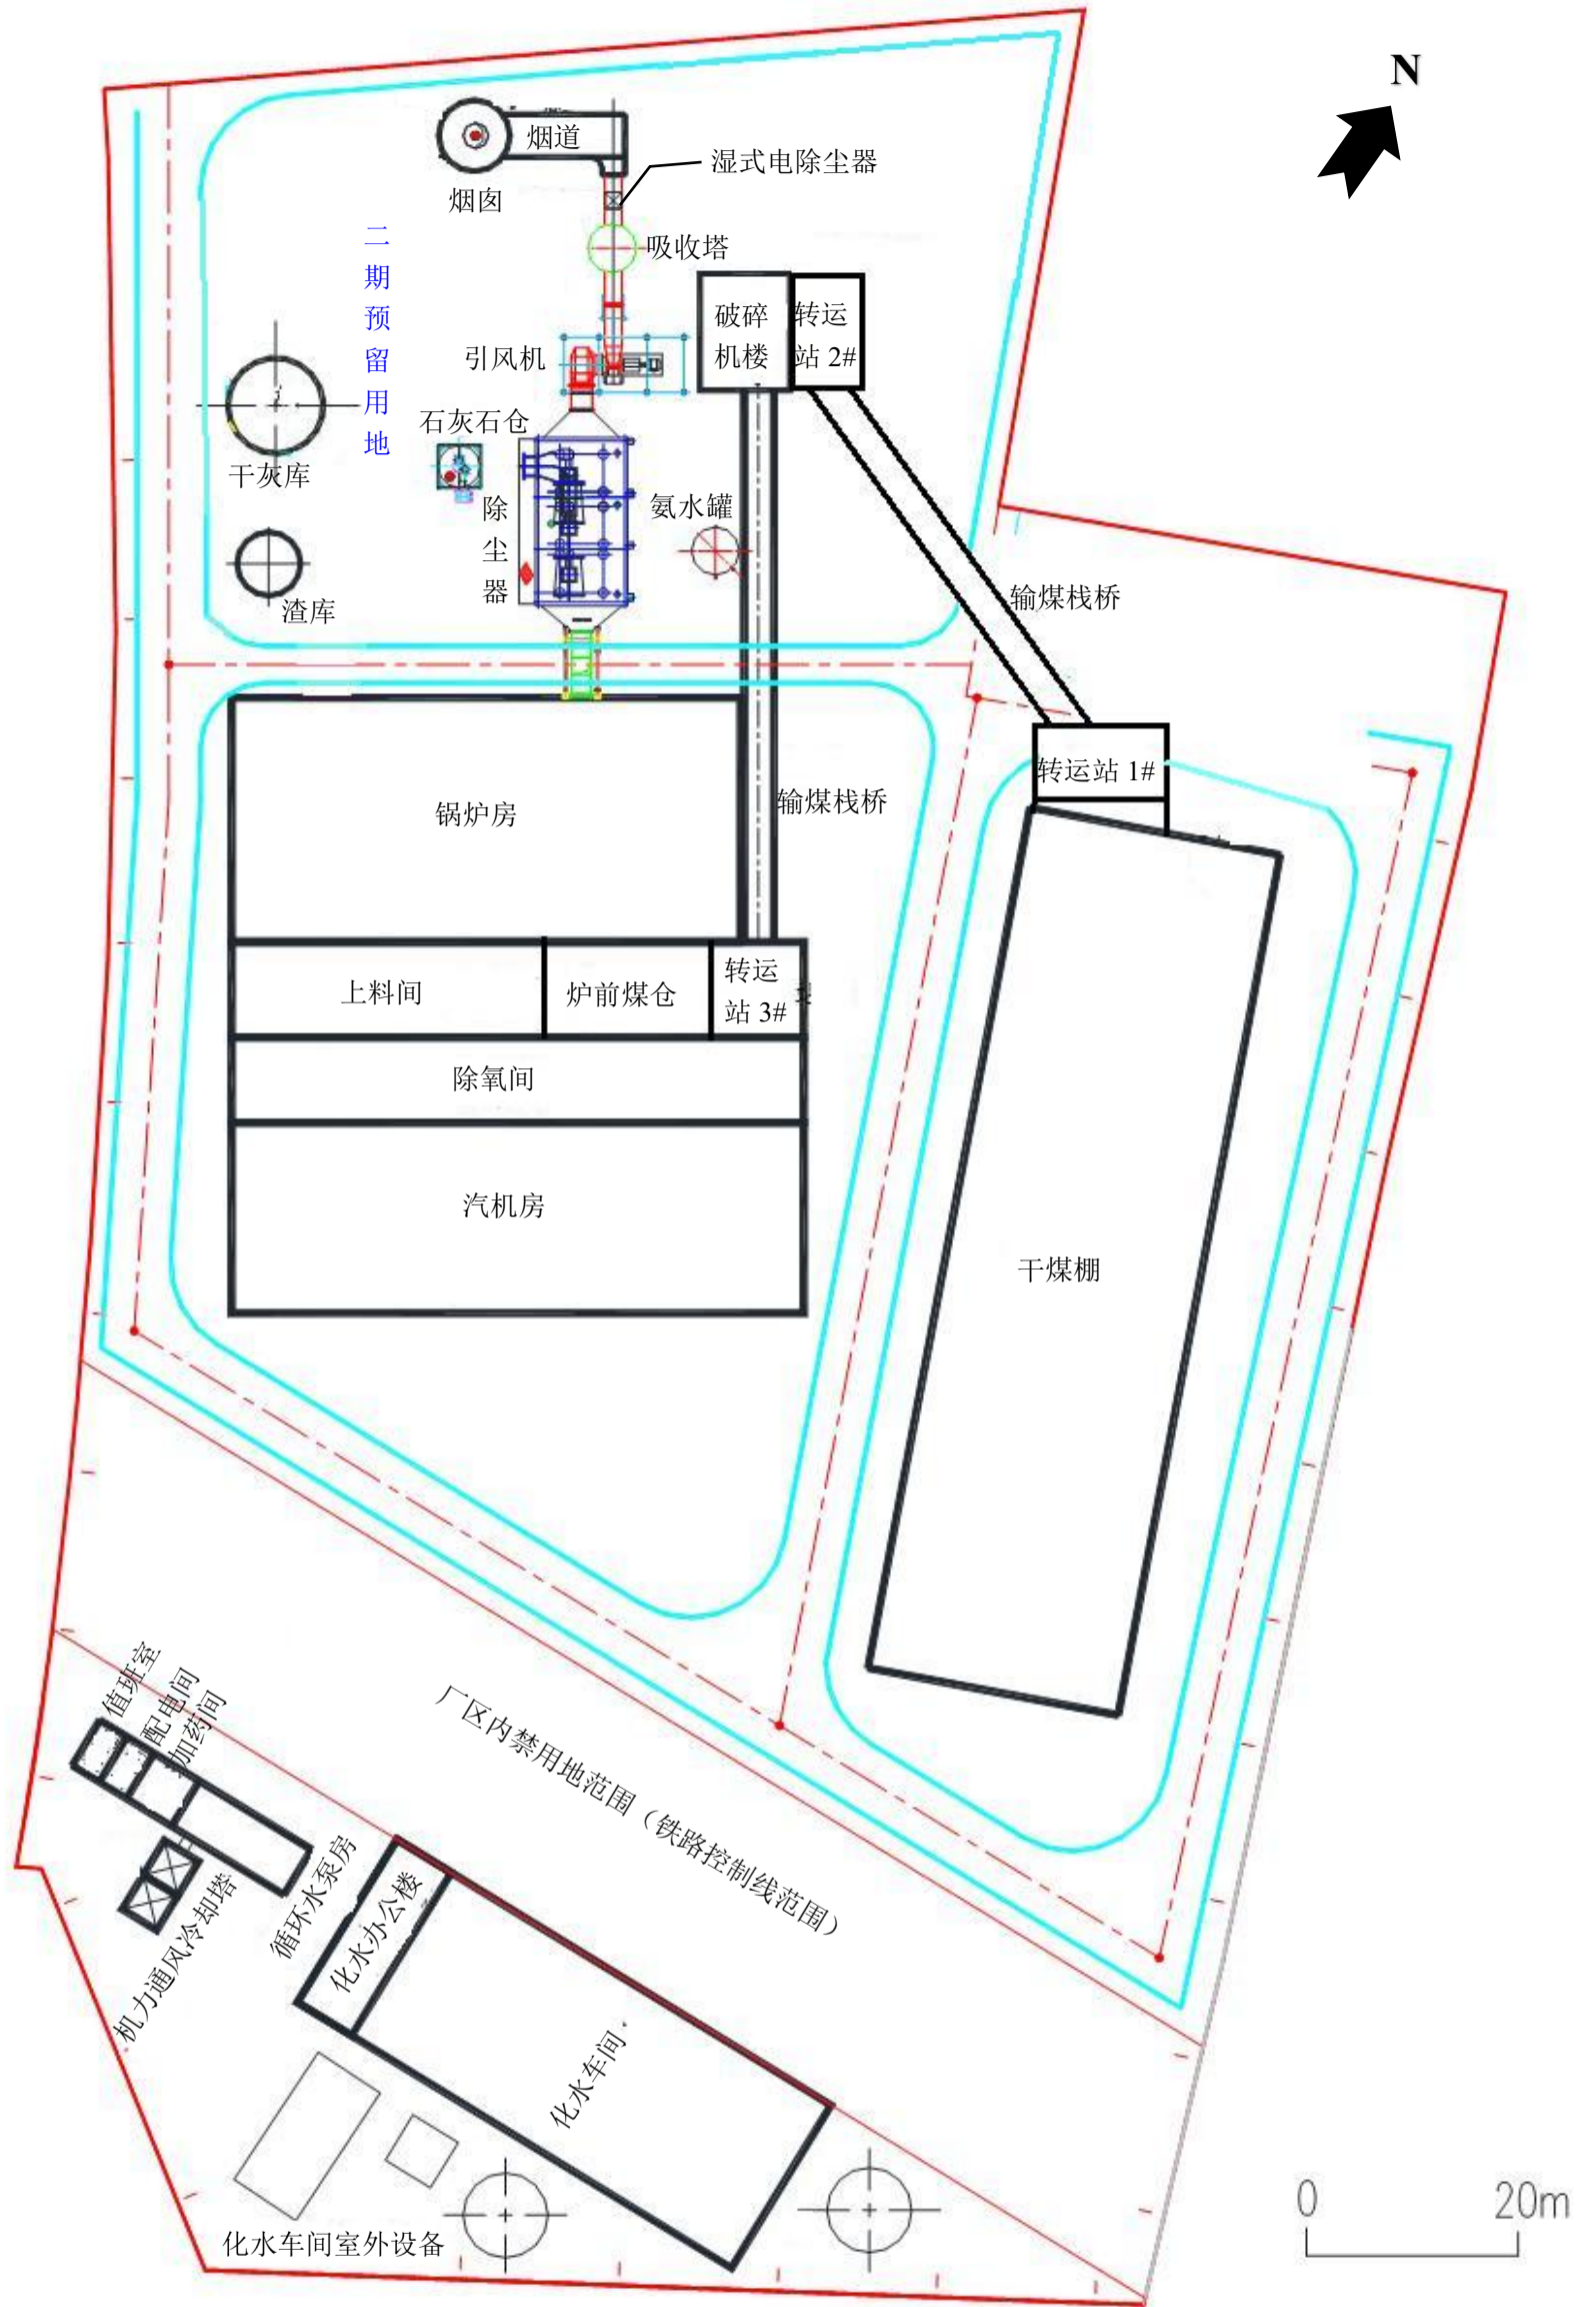 N
烟道
湿式电除尘器
烟囱
吸收塔
二期预留用地
破碎
机楼
转运
站 2#
引风机
石灰石仓
干灰库
除尘器
氨水罐
渣库
输煤栈桥
转运站 1#
输煤栈桥
锅炉房
上料间
炉前煤仓
转运
站 3#
除氧间
汽机房
干煤棚
值班室
配电间
加药间
厂区内禁用地范围（铁路控制线范围）
循环水泵房
机力通风冷却塔
化水办公楼
化水车间
化水车间室外设备
0 20m